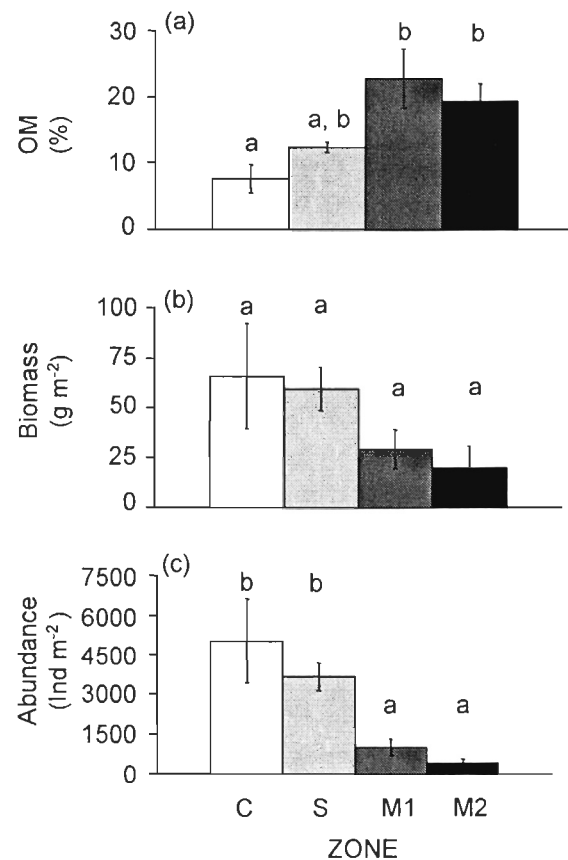 (a)
OM
(%)
30
20
10
0
a
a, b
b
b
(b)
Biomass
(g m-2)
100
75
50
25
0
a
a
a
a
(c)
Abundance
(Ind m-2)
7500
6000
4500
3000
1500
0
b
b
a
a
C S M1 M2
ZONE